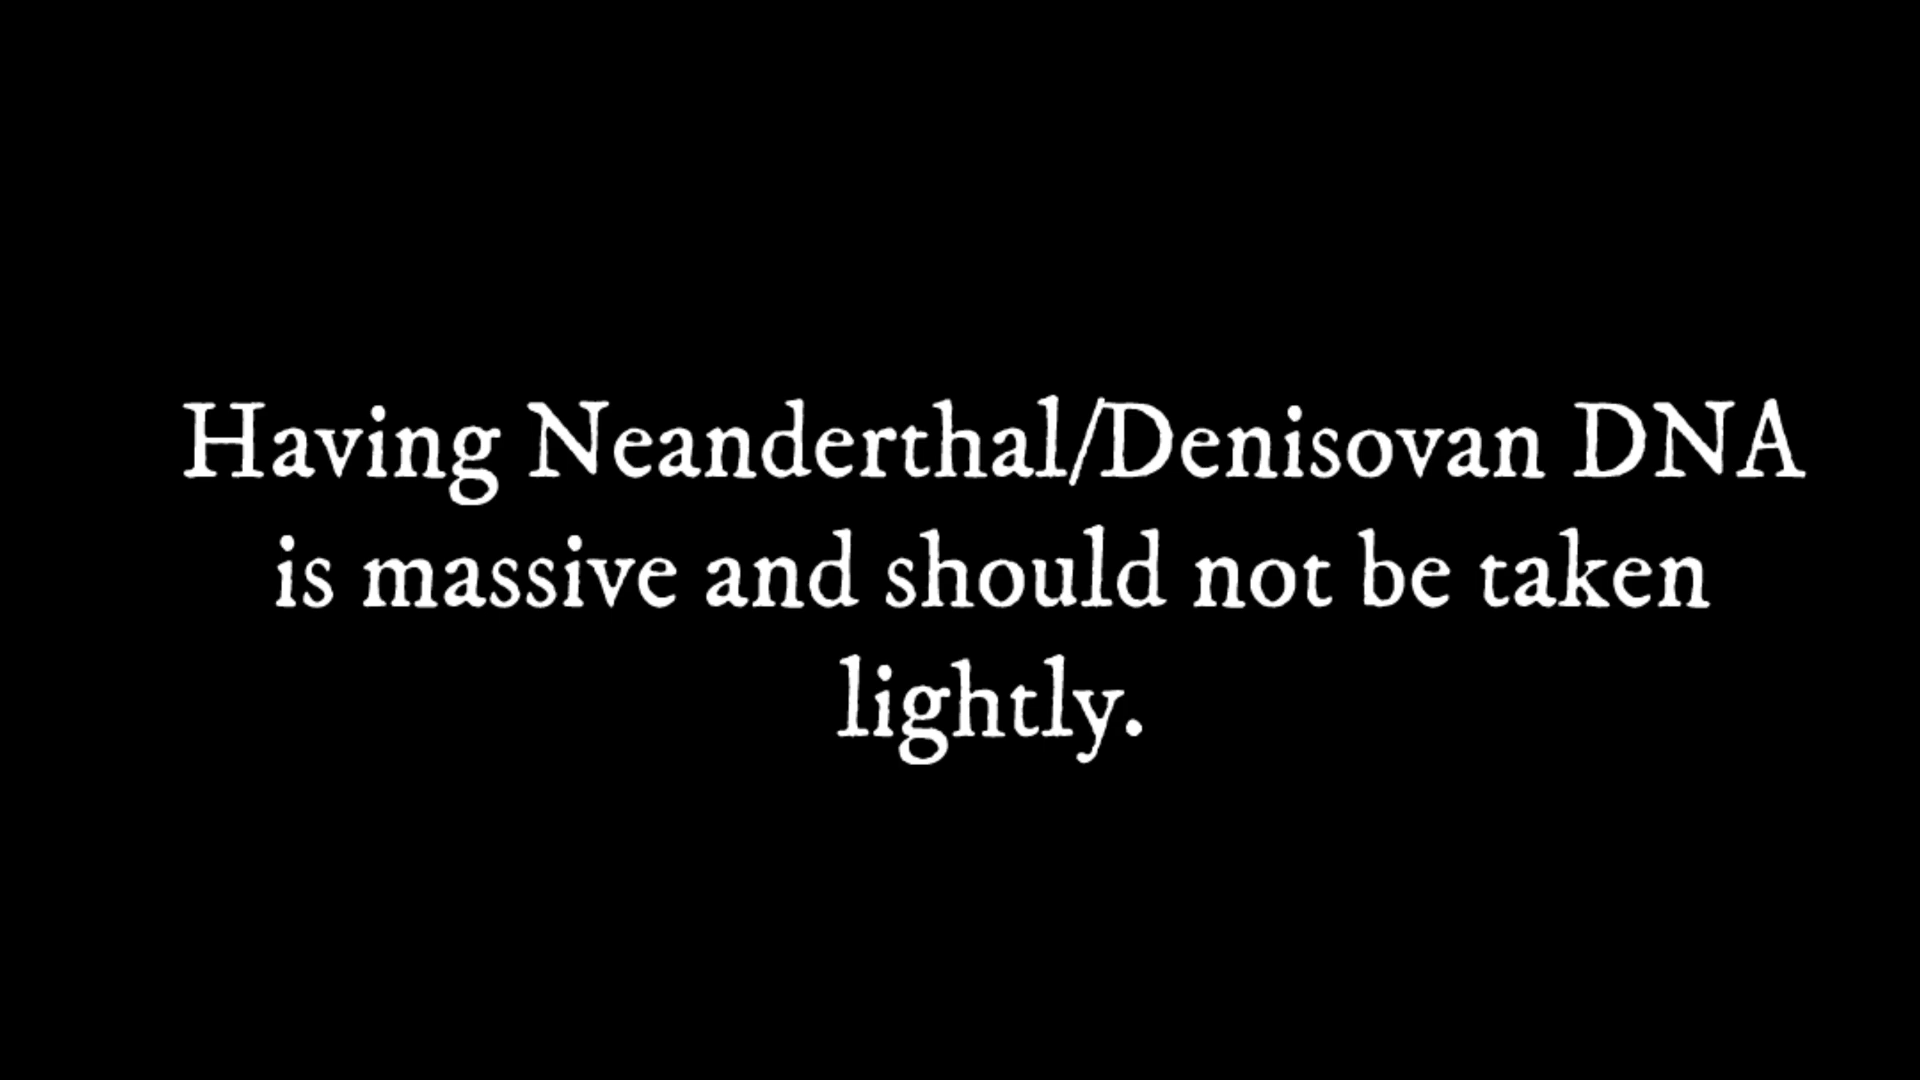 Having Neanderthal/Denisovan DNA
is massive and should not be taken
lightly.